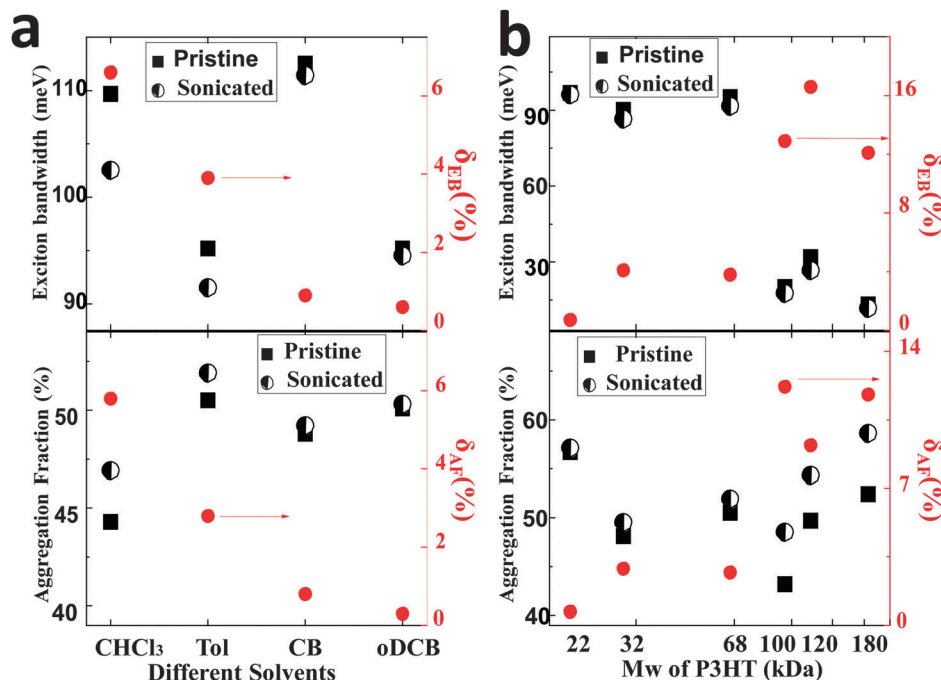 a
Pristine
Sonicated
110
100
90
Exciton bandwidth (meV)
6
4
2
0
δEB(%)
Pristine
Sonicated
50
45
40
Aggregation Fraction (%)
6
4
2
0
δAF(%)
CHCl₃ Tol CB oDCB
Different Solvents
b
Pristine
Sonicated
90
60
30
Exciton bandwidth (meV)
16
8
0
δEB(%)
Pristine
Sonicated
60
50
40
Aggregation Fraction (%)
14
7
0
δAF(%)
22 32 68 100 120 180
Mw of P3HT (kDa)